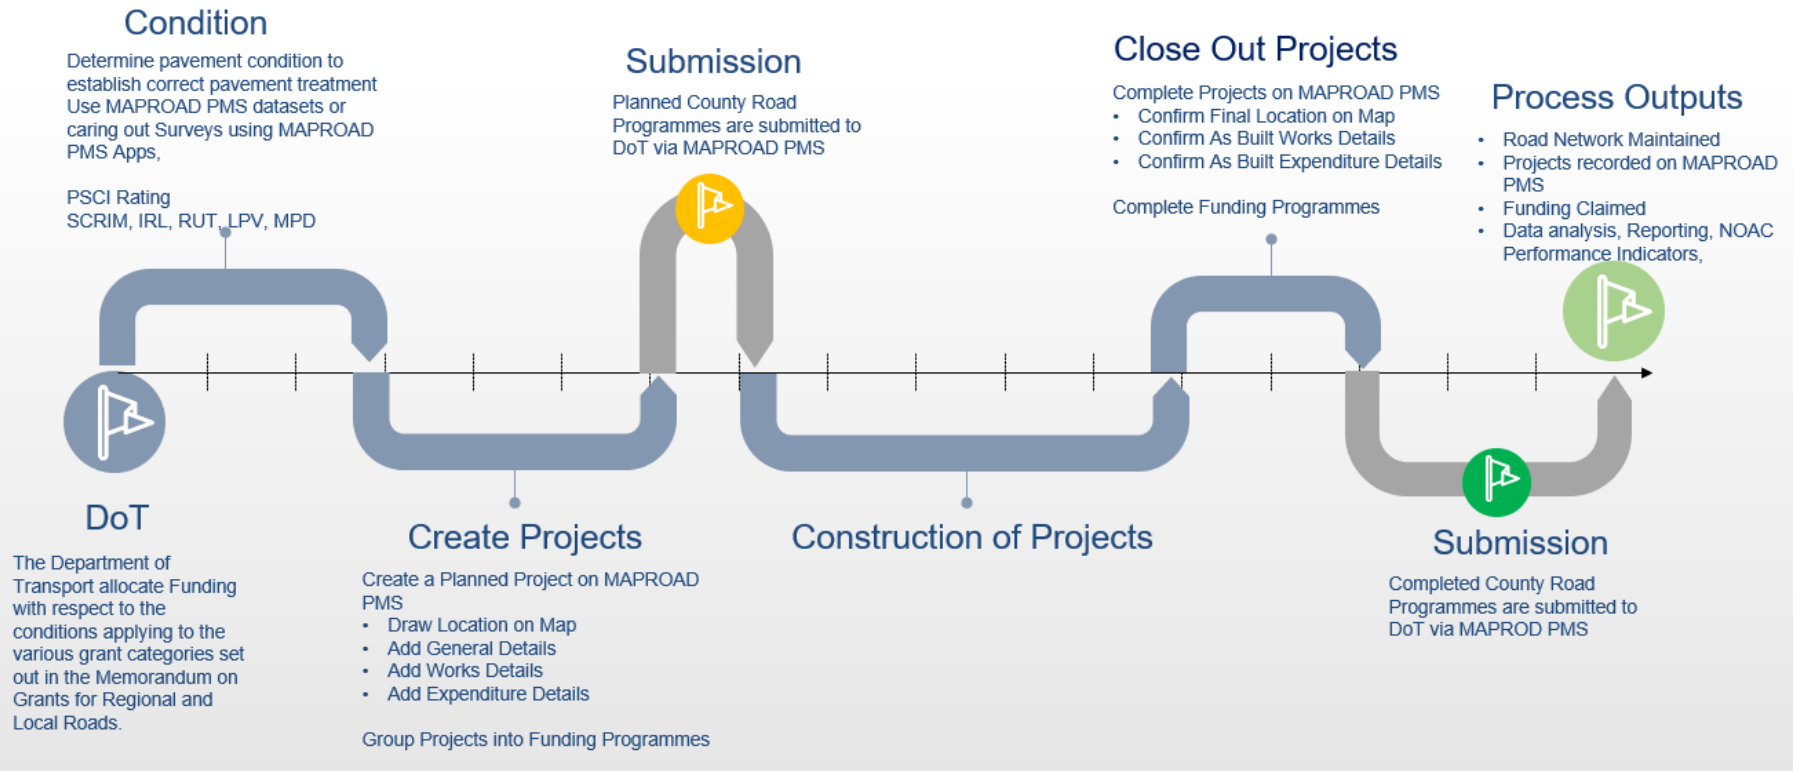 Condition
Determine pavement condition to
establish correct pavement treatment
Use MAPROAD PMS datasets or
caring out Surveys using MAPROAD
PMS Apps,
PSCI Rating
SCRIM, IRL, RUT, LPV, MPD
Submission
Planned County Road
Programmes are submitted to
DoT via MAPROAD PMS
Close Out Projects
Complete Projects on MAPROAD PMS
• Confirm Final Location on Map
• Confirm As Built Works Details
• Confirm As Built Expenditure Details
Complete Funding Programmes
Process Outputs
• Road Network Maintained
• Projects recorded on MAPROAD
PMS
• Funding Claimed
• Data analysis, Reporting, NOAC
Performance Indicators,
DoT
The Department of
Transport allocate Funding
with respect to the
conditions applying to the
various grant categories set
out in the Memorandum on
Grants for Regional and
Local Roads.
Create Projects
Create a Planned Project on MAPROAD
PMS
• Draw Location on Map
• Add General Details
• Add Works Details
• Add Expenditure Details
Group Projects into Funding Programmes
Construction of Projects
Submission
Completed County Road
Programmes are submitted to
DoT via MAPROD PMS